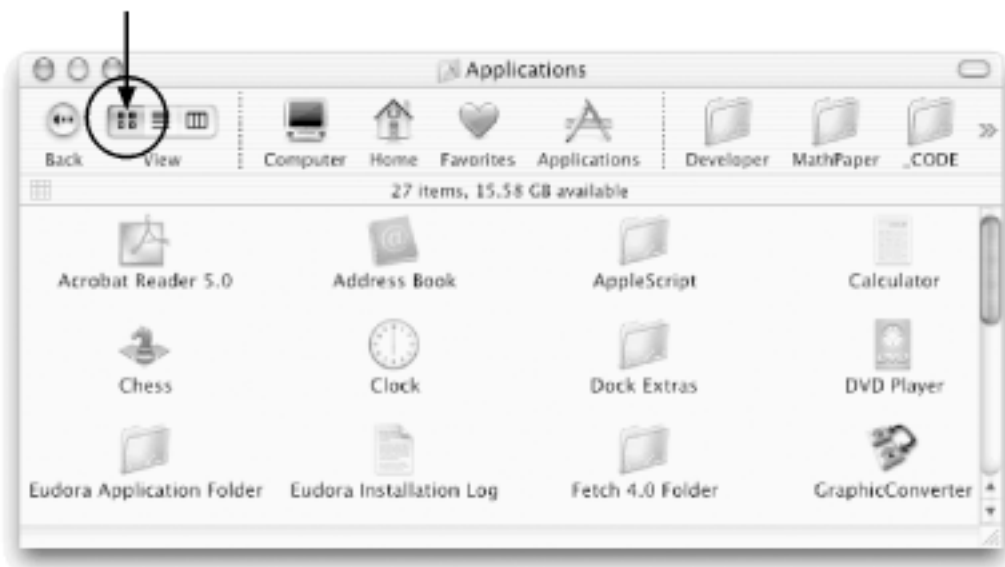 Applications
Back View Computer Home Favorites Applications Developer MathPaper _CODE
27 items, 15.58 GB available
Acrobat Reader 5.0 Address Book AppleScript Calculator
Chess Clock Dock Extras DVD Player
Eudora Application Folder Eudora Installation Log Fetch 4.0 Folder GraphicConverter